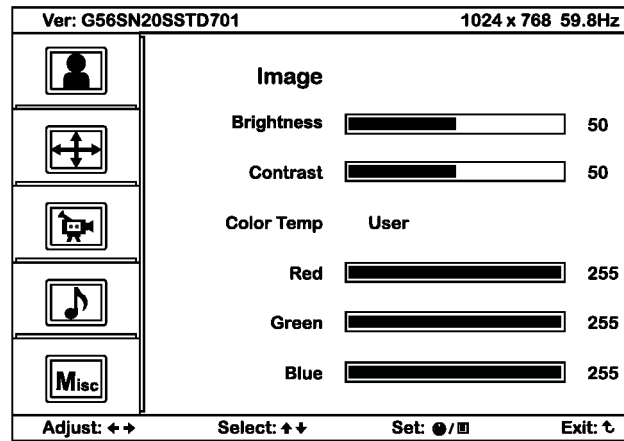 Ver: G56SN20SSTD701 1024 x 768 59.8Hz
Image
Brightness 50
Contrast 50
Color Temp User
Red 255
Green 255
Blue 255
Misc
Adjust: ←→ Select: ↑↓ Set: / Exit: